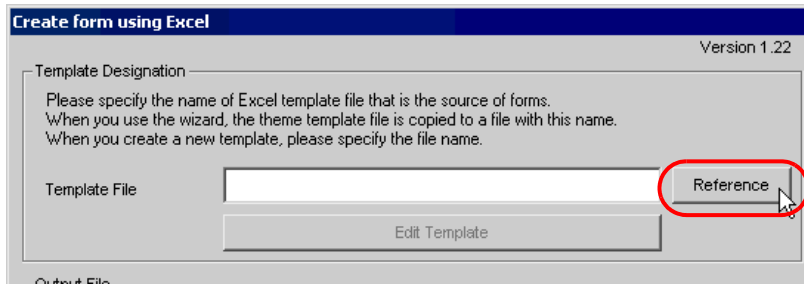 Create form using Excel
Version 1.22
Template Designation
Please specify the name of Excel template file that is the source of forms.
When you use the wizard, the theme template file is copied to a file with this name.
When you create a new template, please specify the file name.
Template File
Reference
Edit Template
Output File